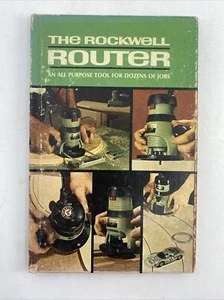 THE ROCKWELL
ROUTER
AN ALL PURPOSE TOOL FOR DOZENS OF JOBS